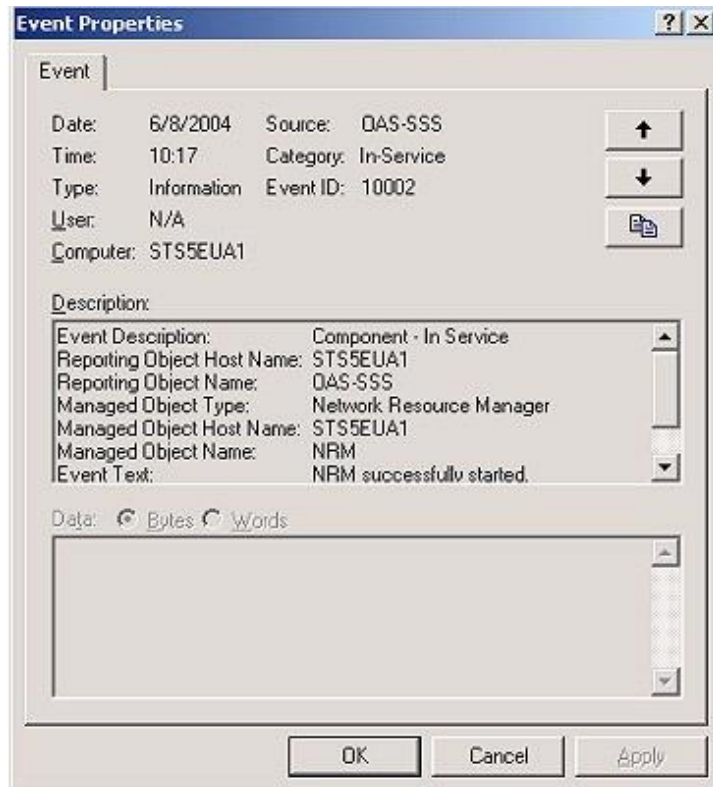 Event Properties
Event
Date: 6/8/2004 Source: OAS-SSS
Time: 10:17 Category: In-Service
Type: Information Event ID: 10002
User: N/A
Computer: STS5EUA1
Description:
Event Description: Component - In Service
Reporting Object Host Name: STS5EUA1
Reporting Object Name: OAS-SSS
Managed Object Type: Network Resource Manager
Managed Object Host Name: STS5EUA1
Managed Object Name: NRM
Event Text: NRM successfully started.
Data: Bytes Words
OK Cancel Apply